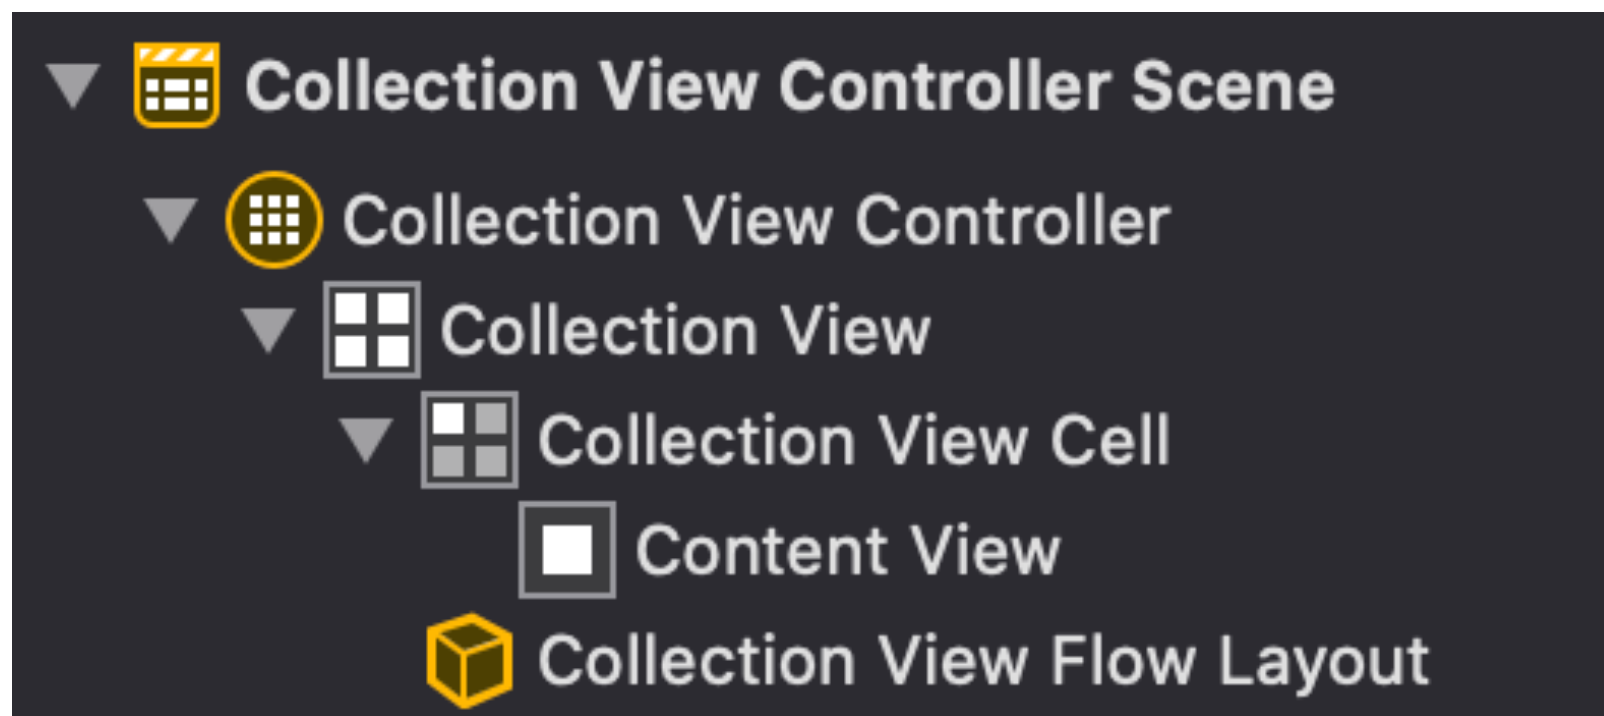 Collection View Controller Scene
Collection View Controller
Collection View
Collection View Cell
Content View
Collection View Flow Layout